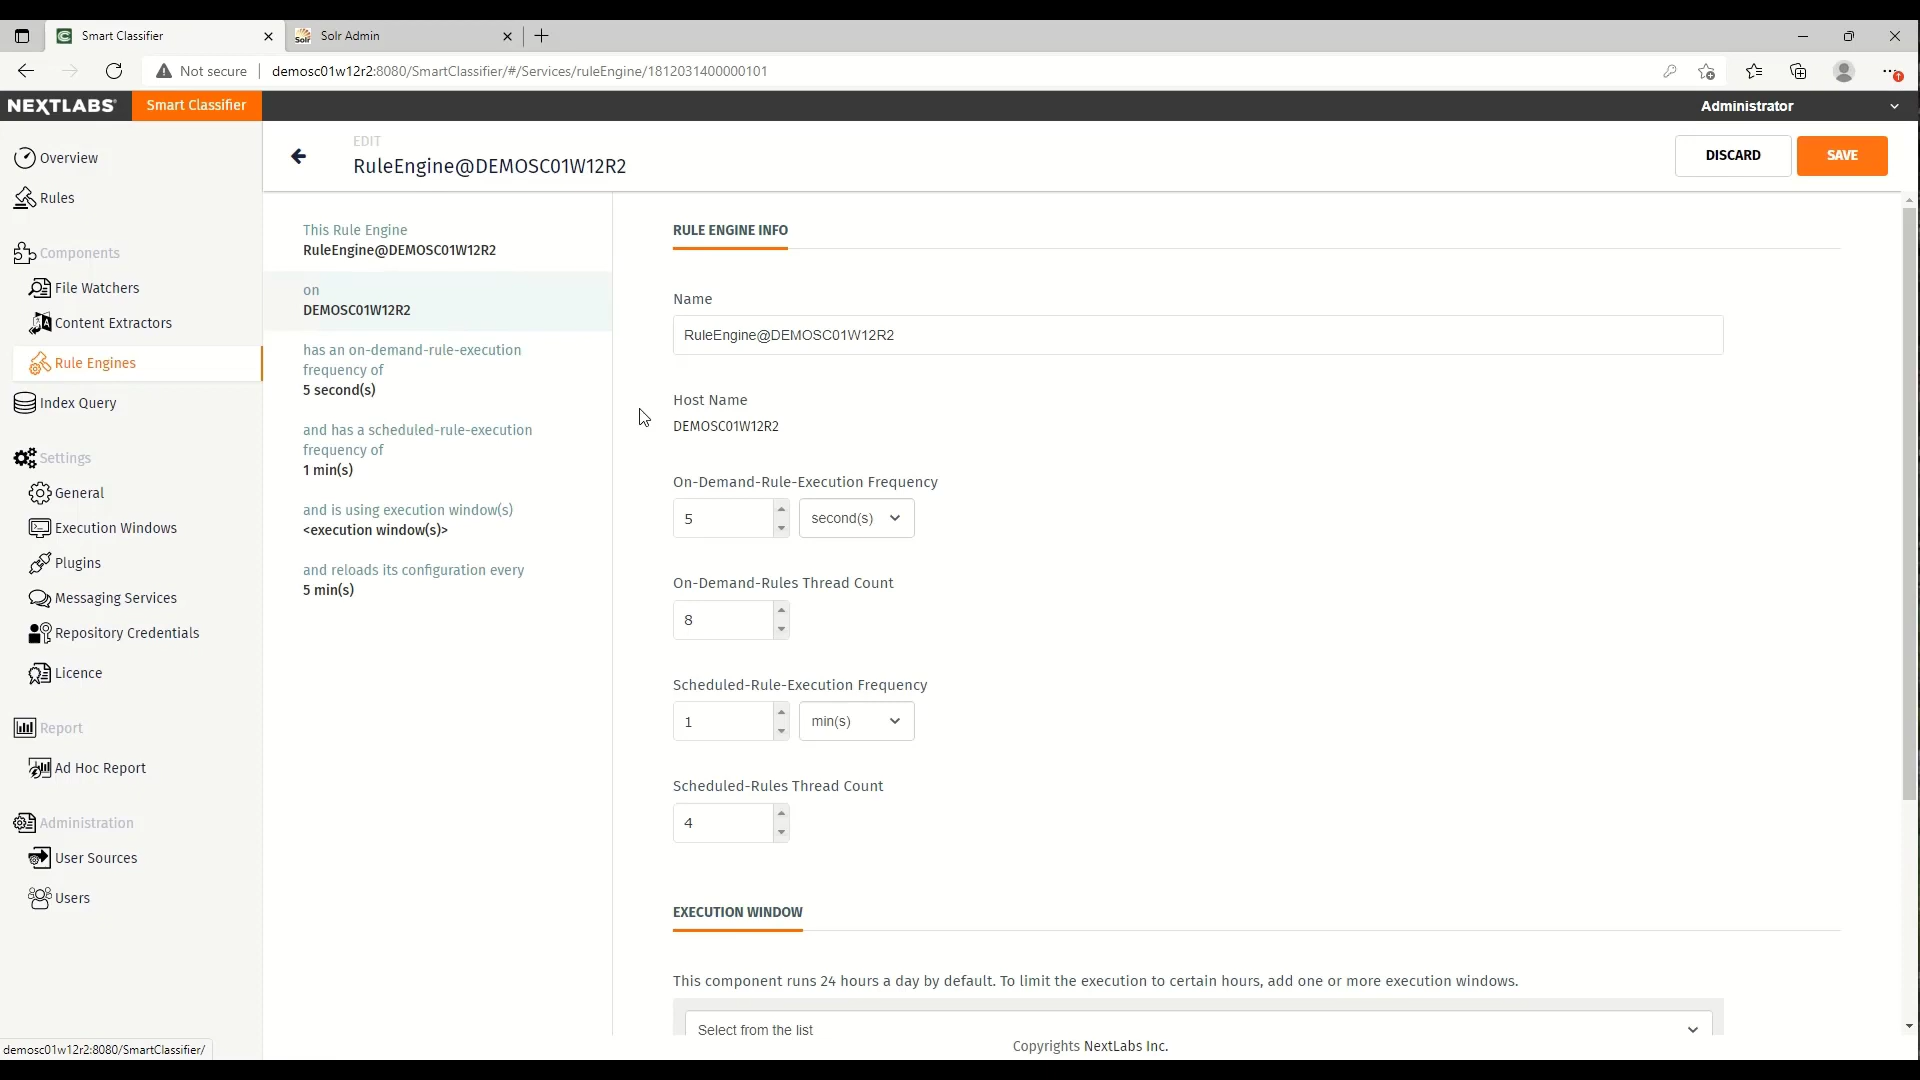 Smart Classifier
Solr Admin
Not secure
demosc01w12r2:8080/SmartClassifier/#/Services/ruleEngine/1812031400000101
NEXTLABS
Smart Classifier
Administrator
Overview
Rules
Components
File Watchers
Content Extractors
Rule Engines
Index Query
Settings
General
Execution Windows
Plugins
Messaging Services
Repository Credentials
Licence
Report
Ad Hoc Report
Administration
User Sources
Users
demosc01w12r2:8080/SmartClassifier/
EDIT
RuleEngine@DEMOSC01W12R2
DISCARD
SAVE
This Rule Engine
RuleEngine@DEMOSC01W12R2
on
DEMOSC01W12R2
has an on-demand-rule-execution
frequency of
5 second(s)
and has a scheduled-rule-execution
frequency of
1 min(s)
and is using execution window(s)
<execution window(s)>
and reloads its configuration every
5 min(s)
RULE ENGINE INFO
Name
RuleEngine@DEMOSC01W12R2
Host Name
DEMOSC01W12R2
On-Demand-Rule-Execution Frequency
5 second(s)
On-Demand-Rules Thread Count
8
Scheduled-Rule-Execution Frequency
1 min(s)
Scheduled-Rules Thread Count
4
EXECUTION WINDOW
This component runs 24 hours a day by default. To limit the execution to certain hours, add one or more execution windows.
Select from the list
Copyrights NextLabs Inc.